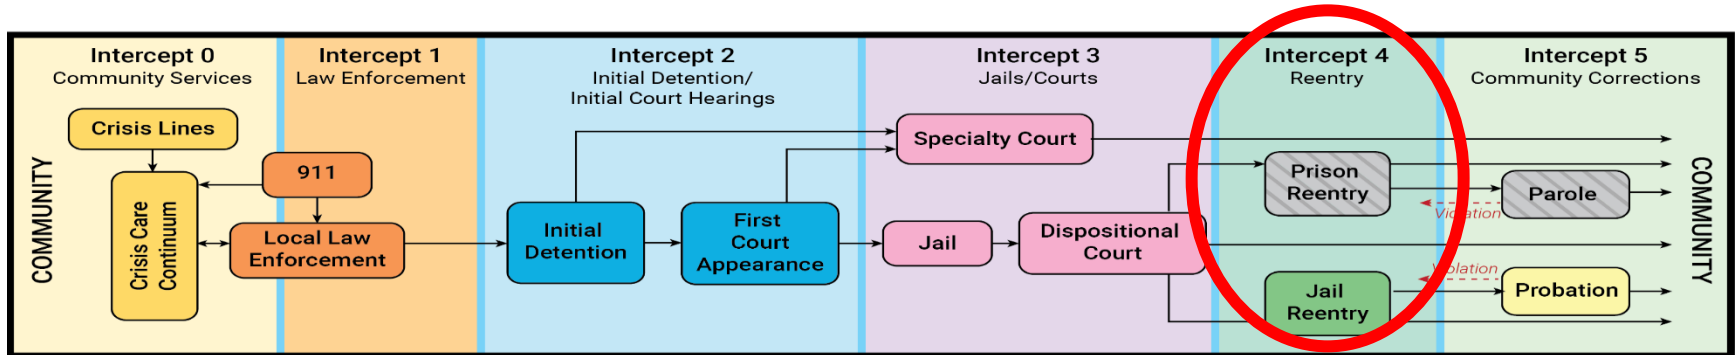 Intercept 0
Community Services
Intercept 1
Law Enforcement
Intercept 2
Initial Detention/
Initial Court Hearings
Intercept 3
Jails/Courts
Intercept 4
Reentry
Intercept 5
Community Corrections
COMMUNITY
Crisis Lines
Crisis Care
Continuum
911
Local Law
Enforcement
Initial
Detention
First
Court
Appearance
Specialty Court
Jail
Dispositional
Court
Prison
Reentry
Jail
Reentry
Parole
Violation
Violation
Probation
COMMUNITY